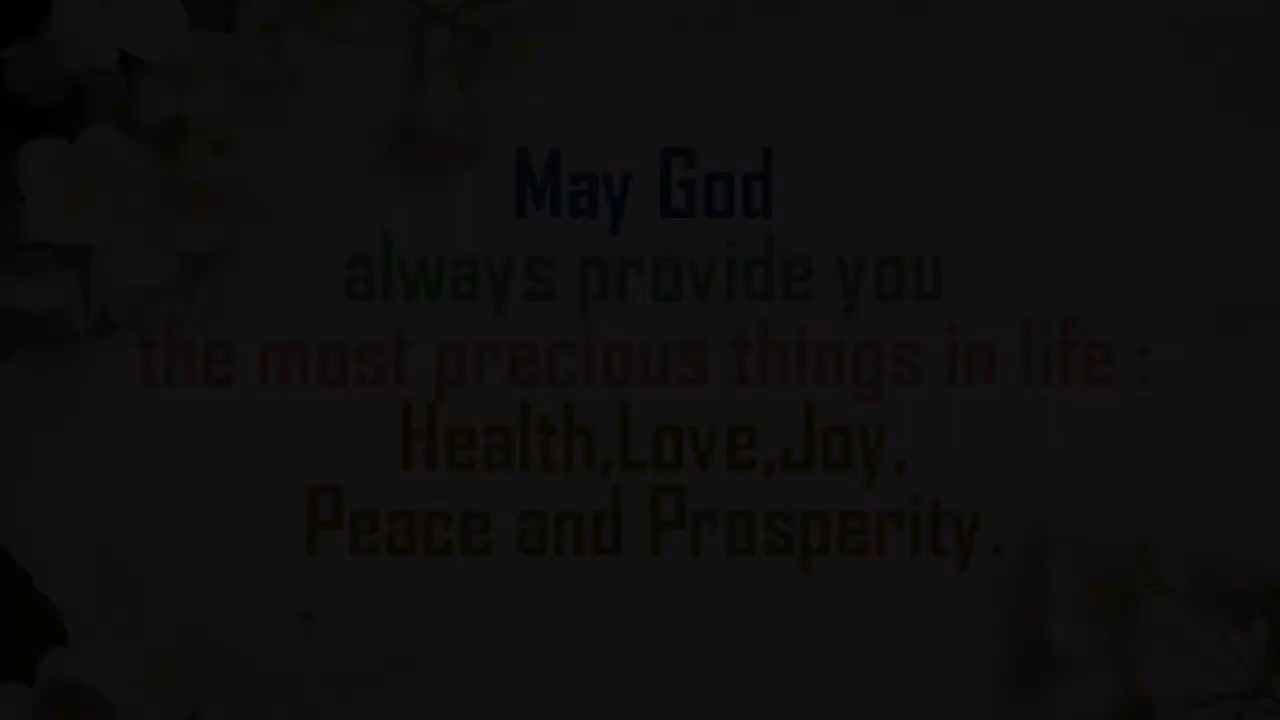 May God
always provide you
the most precious things in life :
Health,Love,Joy,
Peace and Prosperity.